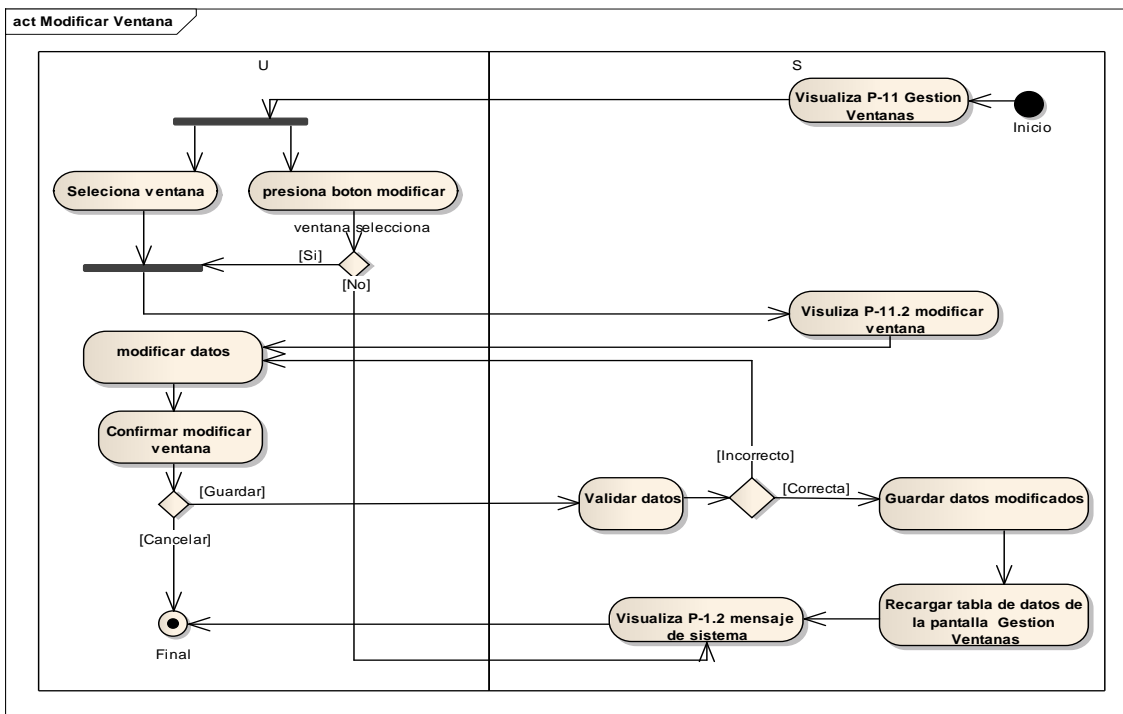 act Modificar Ventana
U
S
Visualiza P-11 Gestion
Ventanas
Inicio
Seleciona ventana
presiona boton modificar
ventana selecciona
[Si]
[No]
Visuliza P-11.2 modificar
ventana
modificar datos
Confirmar modificar
ventana
[Incorrecto]
[Guardar]
Validar datos
[Correcta]
Guardar datos modificados
[Cancelar]
Recargar tabla de datos de
la pantalla Gestion
Ventanas
Visualiza P-1.2 mensaje
de sistema
Final